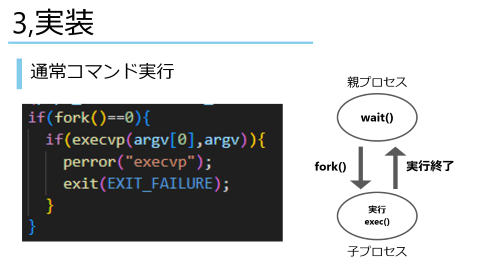 3,実装
通常コマンド実行
if(fork()==0){
if(execvp(argv[0],argv)){
perror("execvp");
exit(EXIT_FAILURE);
}
}
親プロセス
wait()
fork()
実行終了
実行
exec()
子プロセス